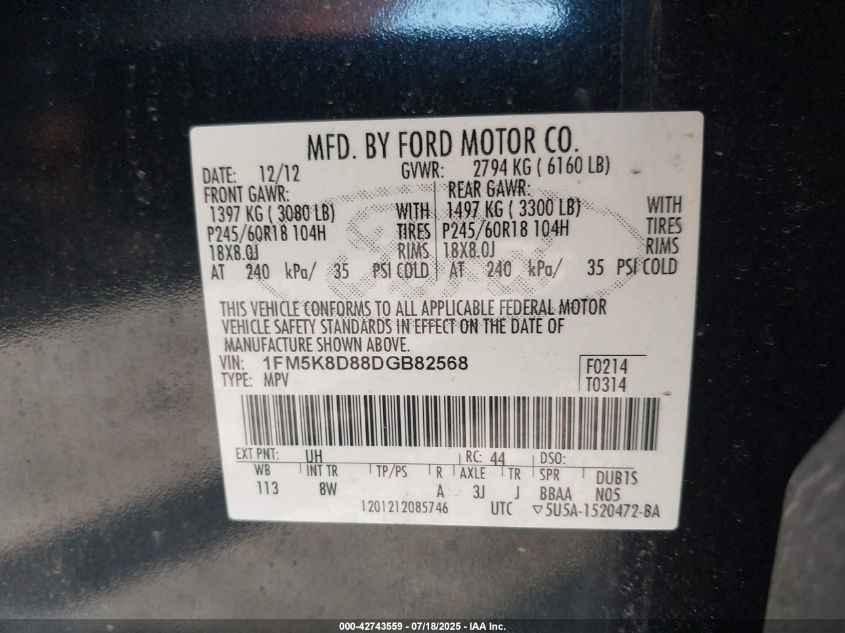 MFD. BY FORD MOTOR CO.
DATE: 12/12 GVWR: 2794 KG ( 6160 LB)
FRONT GAWR: REAR GAWR:
1397 KG ( 3080 LB) WITH 1497 KG ( 3300 LB) WITH
P245/60R18 104H TIRES P245/60R18 104H TIRES
18X8.0J RIMS 18X8.0J RIMS
AT 240 kPa/ 35 PSI COLD AT 240 kPa/ 35 PSI COLD
THIS VEHICLE CONFORMS TO ALL APPLICABLE FEDERAL MOTOR
VEHICLE SAFETY STANDARDS IN EFFECT ON THE DATE OF
MANUFACTURE SHOWN ABOVE.
VIN: 1FM5K8D88DGB82568 F0214
TYPE: MPV T0314
EXT PNT: UH RC: 44 DSO:
WB INT TR TP/PS R AXLE TR SPR DUB1S
113 8W A 3J J BBAA N05
1201212085746 UTC ▽5U5A-1520472-BA
000-42743559 - 07/18/2025 - IAA Inc.